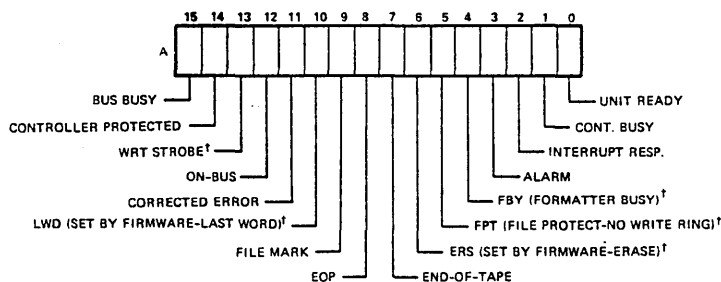 15 14 13 12 11 10 9 8 7 6 5 4 3 2 1 0
A
BUS BUSY
UNIT READY
CONTROLLER PROTECTED
CONT. BUSY
WRT STROBE†
INTERRUPT RESP.
ON-BUS
ALARM
CORRECTED ERROR
FBY (FORMATTER BUSY)†
LWD (SET BY FIRMWARE-LAST WORD)†
FPT (FILE PROTECT-NO WRITE RING)†
FILE MARK
ERS (SET BY FIRMWARE-ERASE)†
EOP
END-OF-TAPE